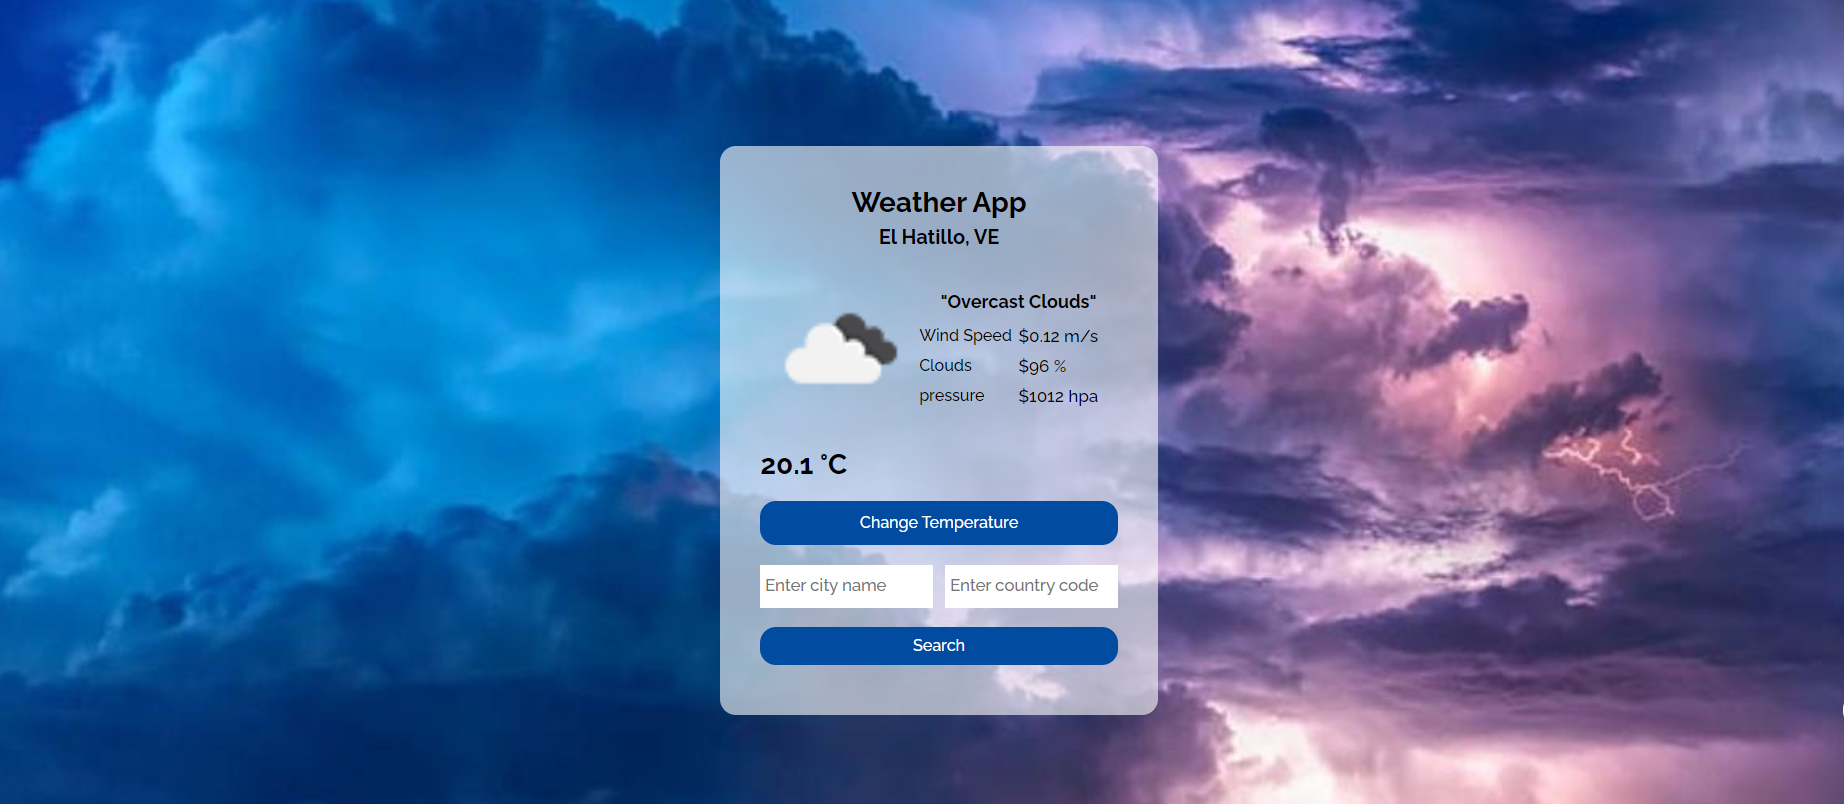 Weather App
El Hatillo, VE
"Overcast Clouds"
Wind Speed $0.12 m/s
Clouds $96 %
pressure $1012 hpa
20.1 °C
Change Temperature
Enter city name Enter country code
Search